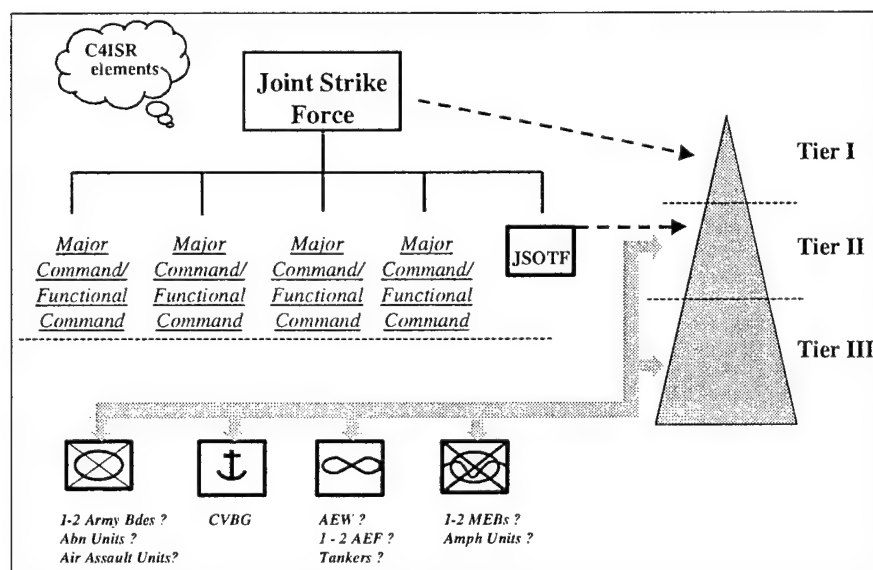 C4ISR
elements
Joint Strike
Force
Tier I
Major
Command/
Functional
Command
Major
Command/
Functional
Command
Major
Command/
Functional
Command
Major
Command/
Functional
Command
JSOTF
Tier II
Tier III
1-2 Army Bdes ?
Abn Units ?
Air Assault Units?
CVBG
AEW ?
1 - 2 AEF ?
Tankers ?
1-2 MEBs ?
Amph Units ?